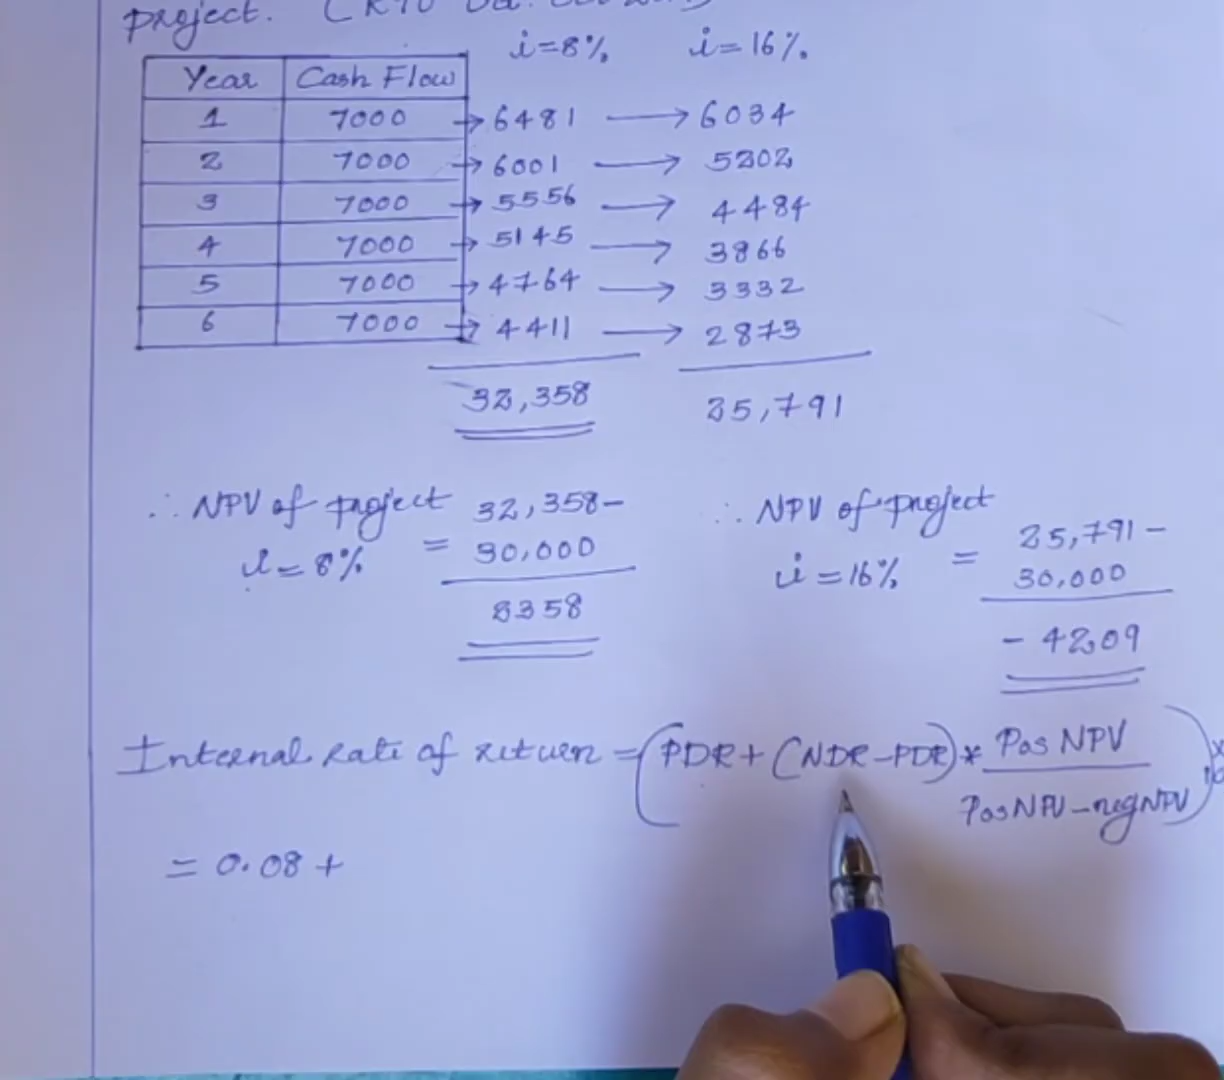 project.
i=8% i=16%.
Year Cash Flow
1 7000 → 6481 → 6034
2 7000 → 6001 → 5202
3 7000 → 5556 → 4484
4 7000 → 5145 → 3866
5 7000 → 4764 → 3332
6 7000 → 4411 → 2873
32,358 25,791
∴ NPV of project i=8% = 32,358 - 30,000
2358
∴ NPV of project i=16% = 25,791 - 30,000
- 4209
Internal Rate of return = (PDR + (NDR - PDR) * Pos NPV / Pos NPV - neg NPV) x
= 0.08 +